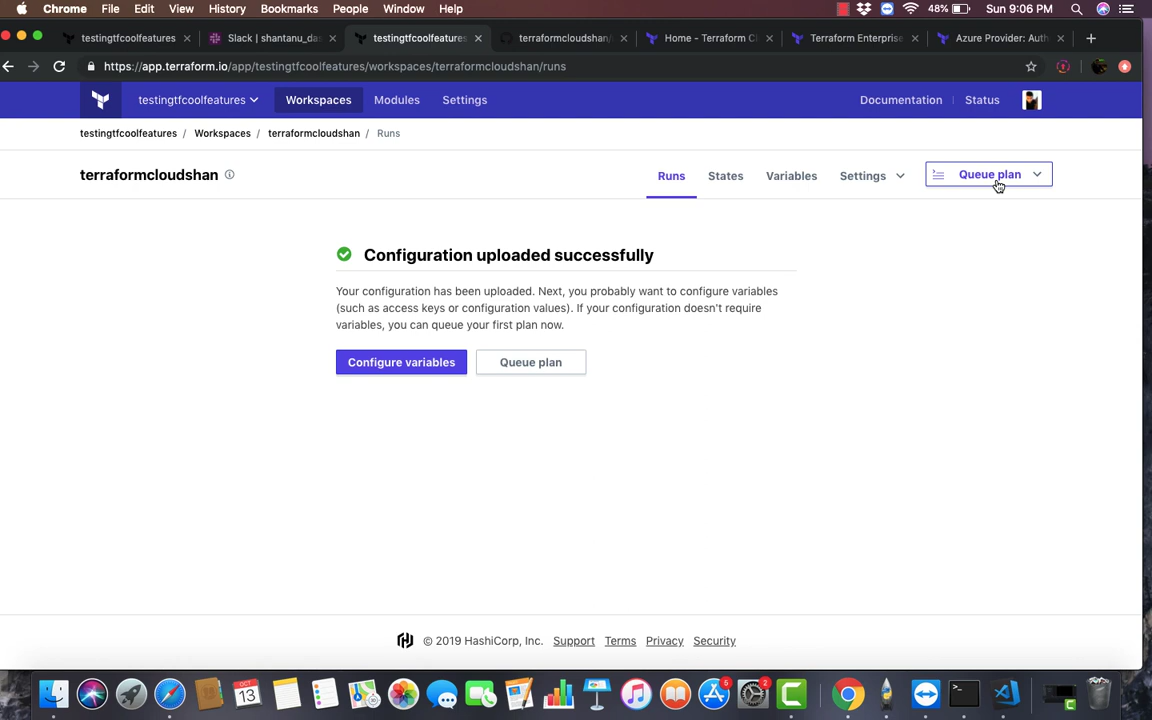 Chrome File Edit View History Bookmarks People Window Help 48% Sun 9:06 PM
testingtfcoolfeatures Slack | shantanu_da testingtfcoolfeatures terraformcloudshan/ Home - Terraform Cl Terraform Enterprise Azure Provider: Auth
https://app.terraform.io/app/testingtfcoolfeatures/workspaces/terraformcloudshan/runs
testingtfcoolfeatures Workspaces Modules Settings Documentation Status
testingtfcoolfeatures / Workspaces / terraformcloudshan / Runs
terraformcloudshan Runs States Variables Settings Queue plan
Configuration uploaded successfully
Your configuration has been uploaded. Next, you probably want to configure variables
(such as access keys or configuration values). If your configuration doesn't require
variables, you can queue your first plan now.
Configure variables Queue plan
© 2019 HashiCorp, Inc. Support Terms Privacy Security
OCT
13
5
2